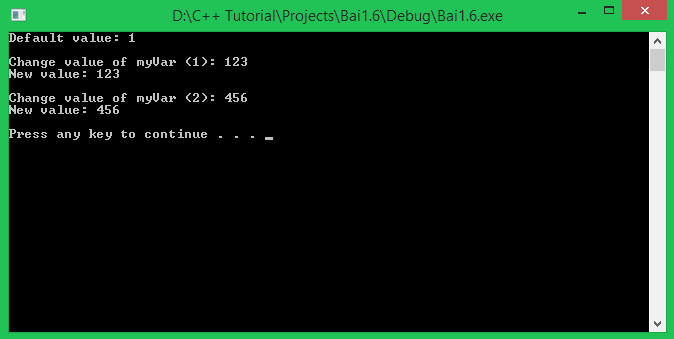 D:\C++ Tutorial\Projects\Bai1.6\Debug\Bai1.6.exe
Default value: 1
Change value of myVar (1): 123
New value: 123
Change value of myVar (2): 456
New value: 456
Press any key to continue . . . _